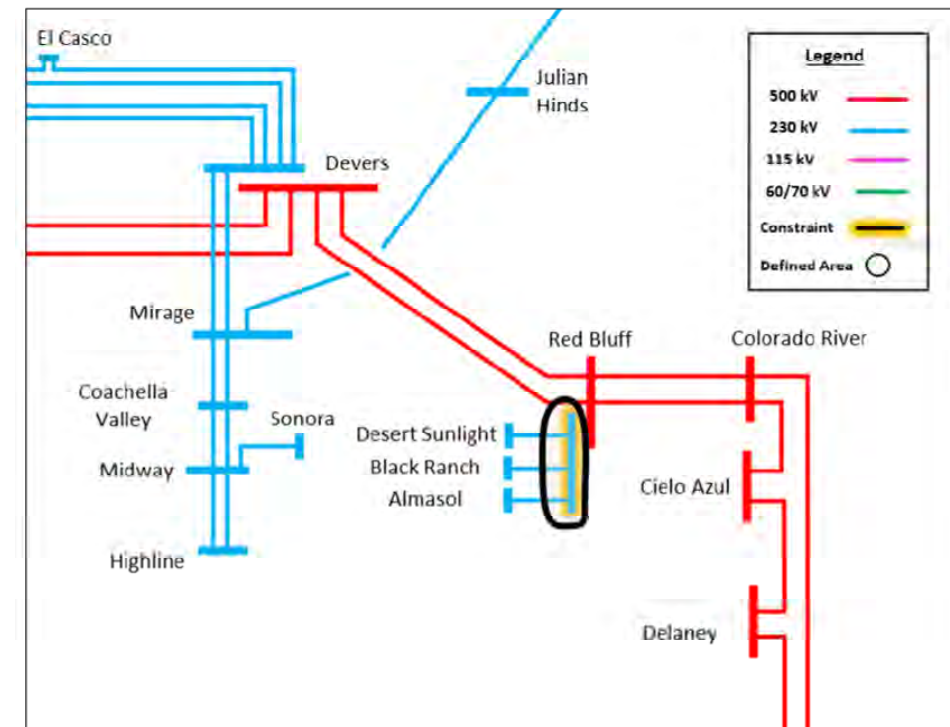 El Casco
Julian
Hinds
Legend
500 kV
230 kV
115 kV
60/70 kV
Constraint
Defined Area
Devers
Mirage
Red Bluff
Colorado River
Coachella
Valley
Sonora
Desert Sunlight
Midway
Black Ranch
Cielo Azul
Almasol
Highline
Delaney